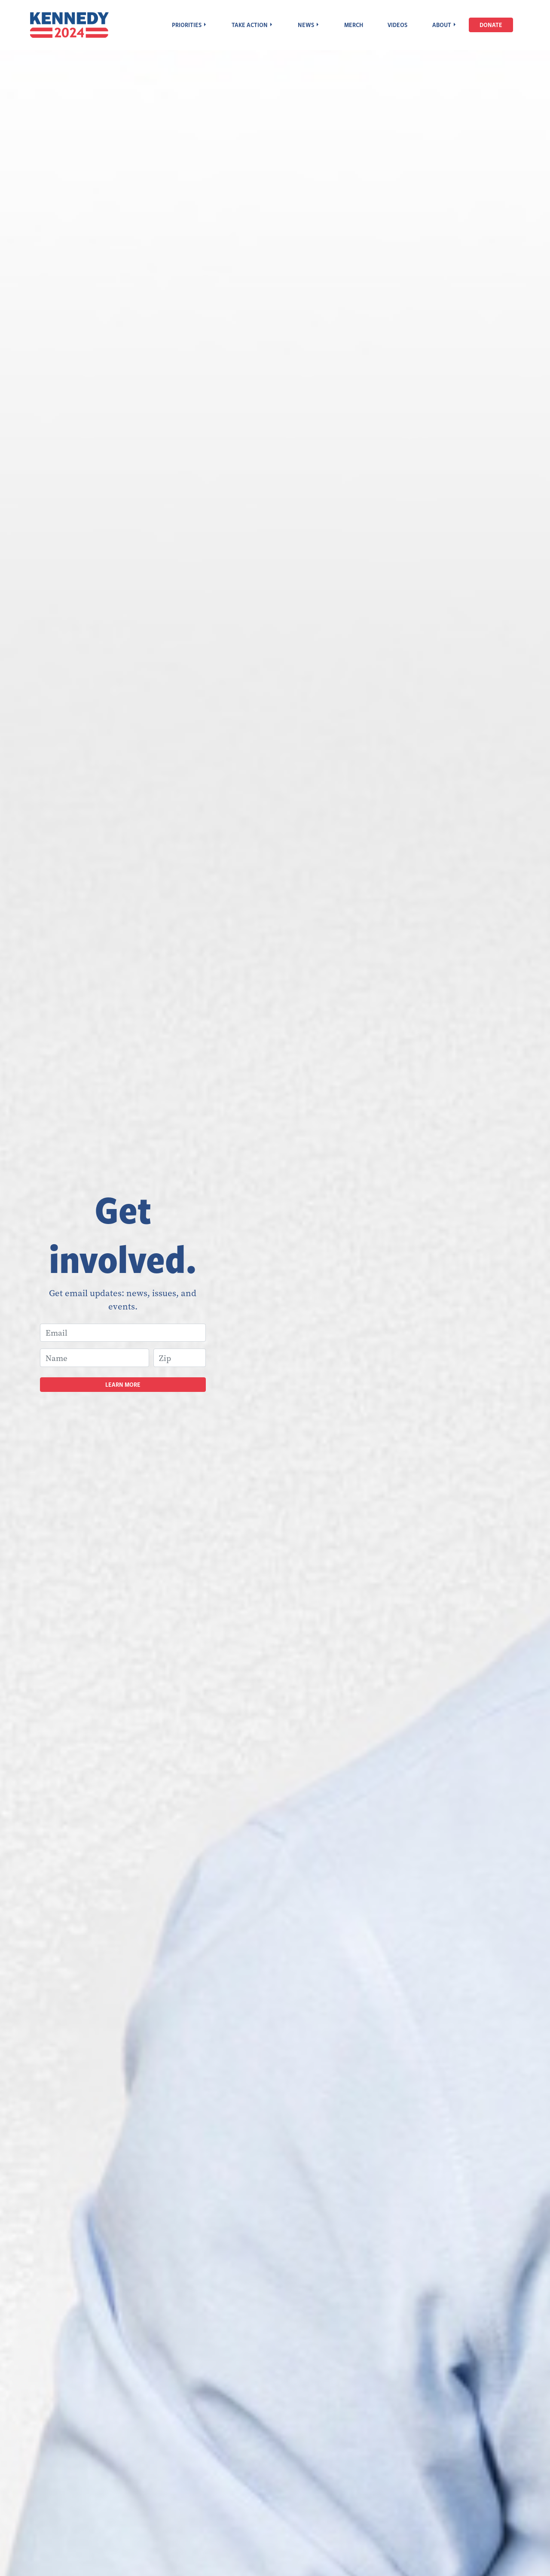 KENNEDY
2024
PRIORITIES
TAKE ACTION
NEWS
MERCH
VIDEOS
ABOUT
DONATE
Get
involved.
Get email updates: news, issues, and
events.
Email
Name
Zip
LEARN MORE